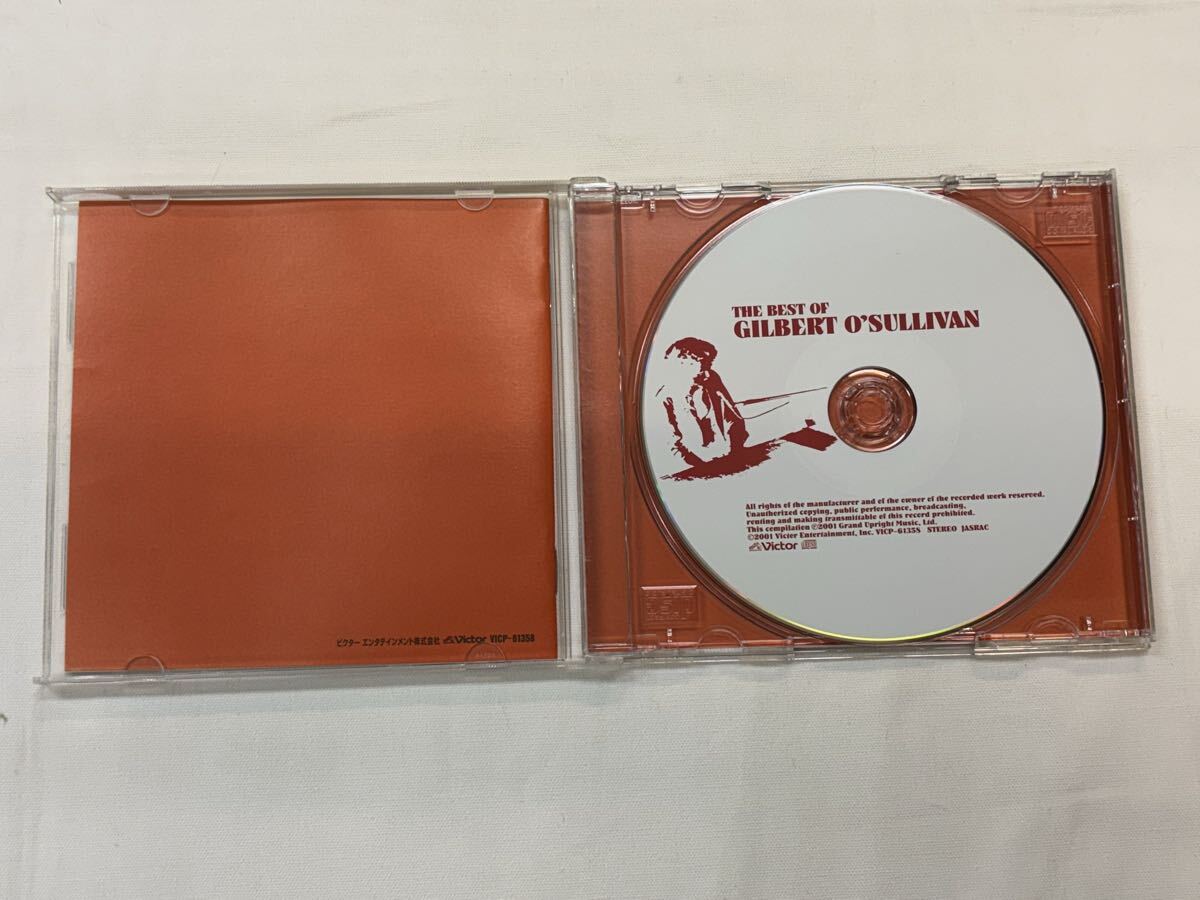 ビクター エンタテインメント株式会社 Victor VICP-61358
THE BEST OF
GILBERT O'SULLIVAN
All rights of the manufacturer and of the owner of the recorded work reserved.
Unauthorized copying, public performance, broadcasting,
renting and making transmittable of this record prohibited.
This compilation ℗2001 Grand Upright Music, Ltd.
©2001 Victor Entertainment, Inc. VICP-61358 STEREO JASRAC
Victor